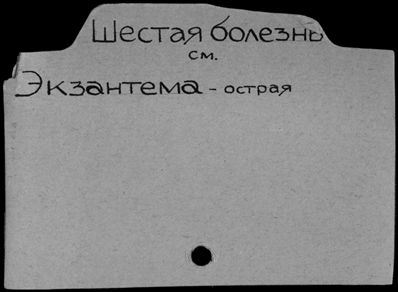 Шестая болезнь
см.
Экзантема - острая